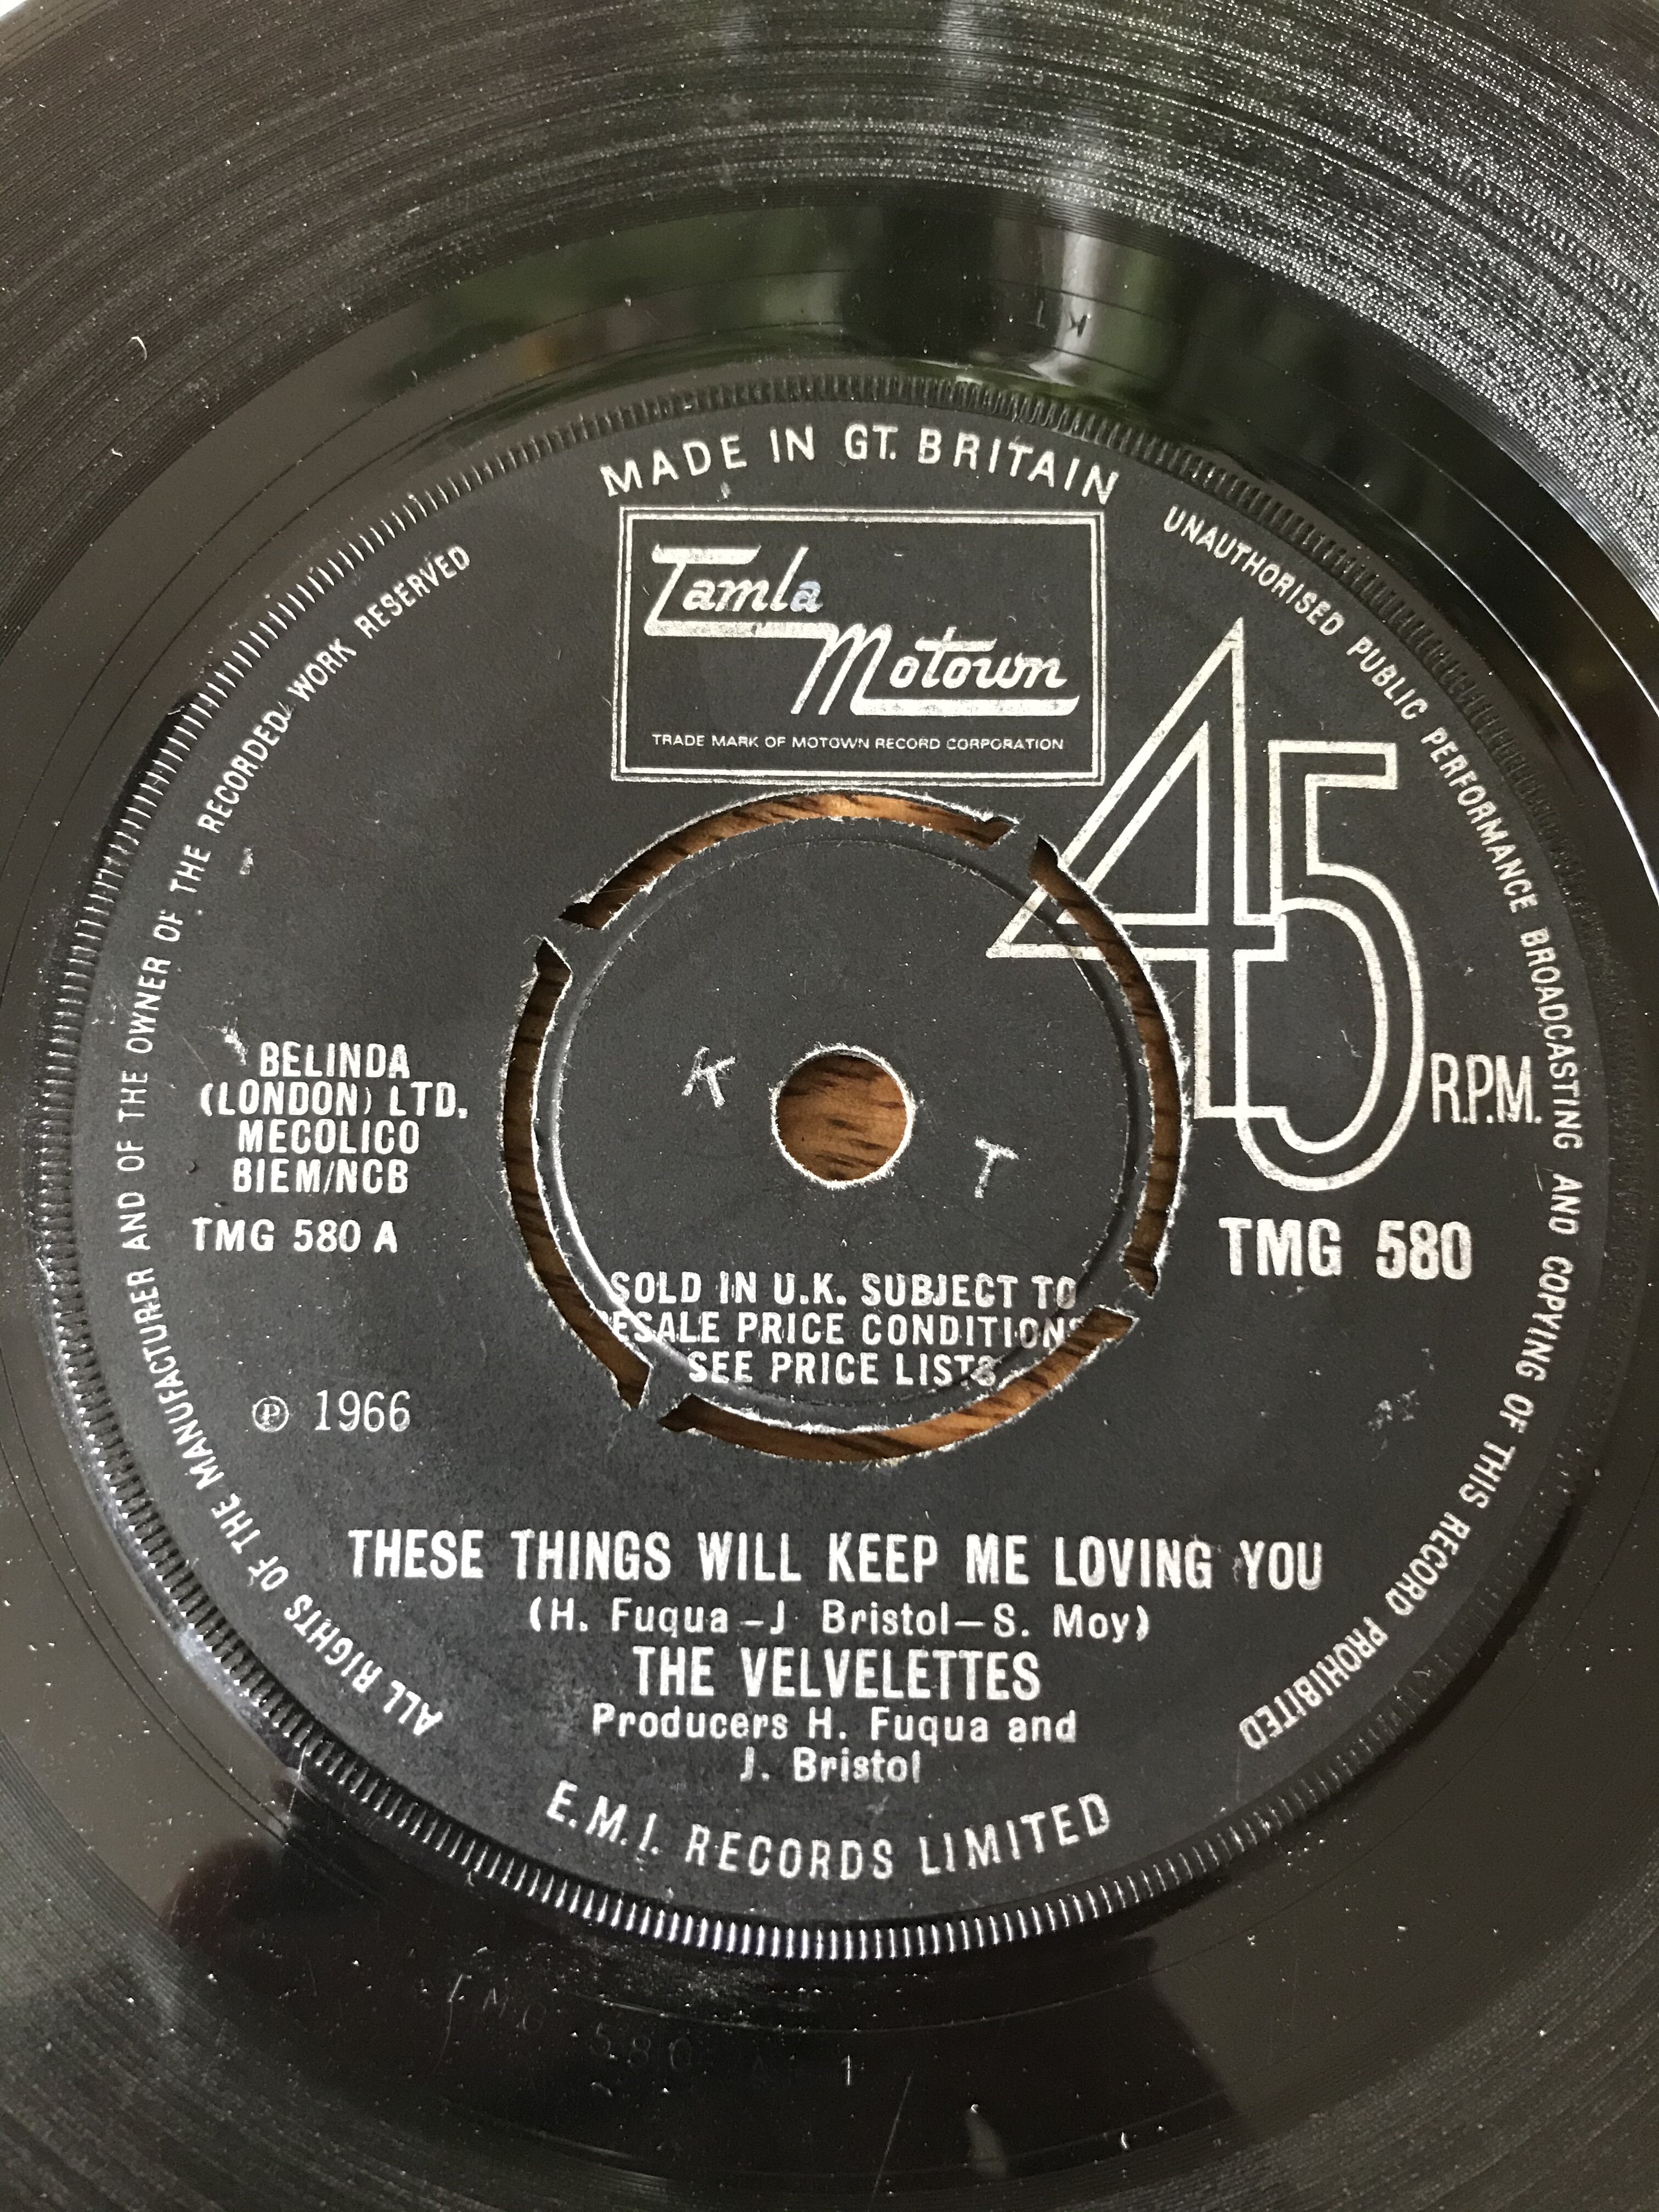 MADE IN GT. BRITAIN
Tamla
Motown
TRADE MARK OF MOTOWN RECORD CORPORATION
45
R.P.M.
BELINDA
(LONDON) LTD.
MECOLICO
BIEM/NCB
TMG 580 A
K
T
TMG 580
SOLD IN U.K. SUBJECT TO
RESALE PRICE CONDITIONS
SEE PRICE LISTS
Ⓟ 1966
THESE THINGS WILL KEEP ME LOVING YOU
(H. Fuqua–J Bristol–S. Moy)
THE VELVELETTES
Producers H. Fuqua and
J. Bristol
E.M.I. RECORDS LIMITED
ALL RIGHTS OF THE MANUFACTURER AND OF THE OWNER OF THE RECORDED WORK RESERVED
UNAUTHORISED PUBLIC PERFORMANCE BROADCASTING AND COPYING OF THIS RECORD PROHIBITED